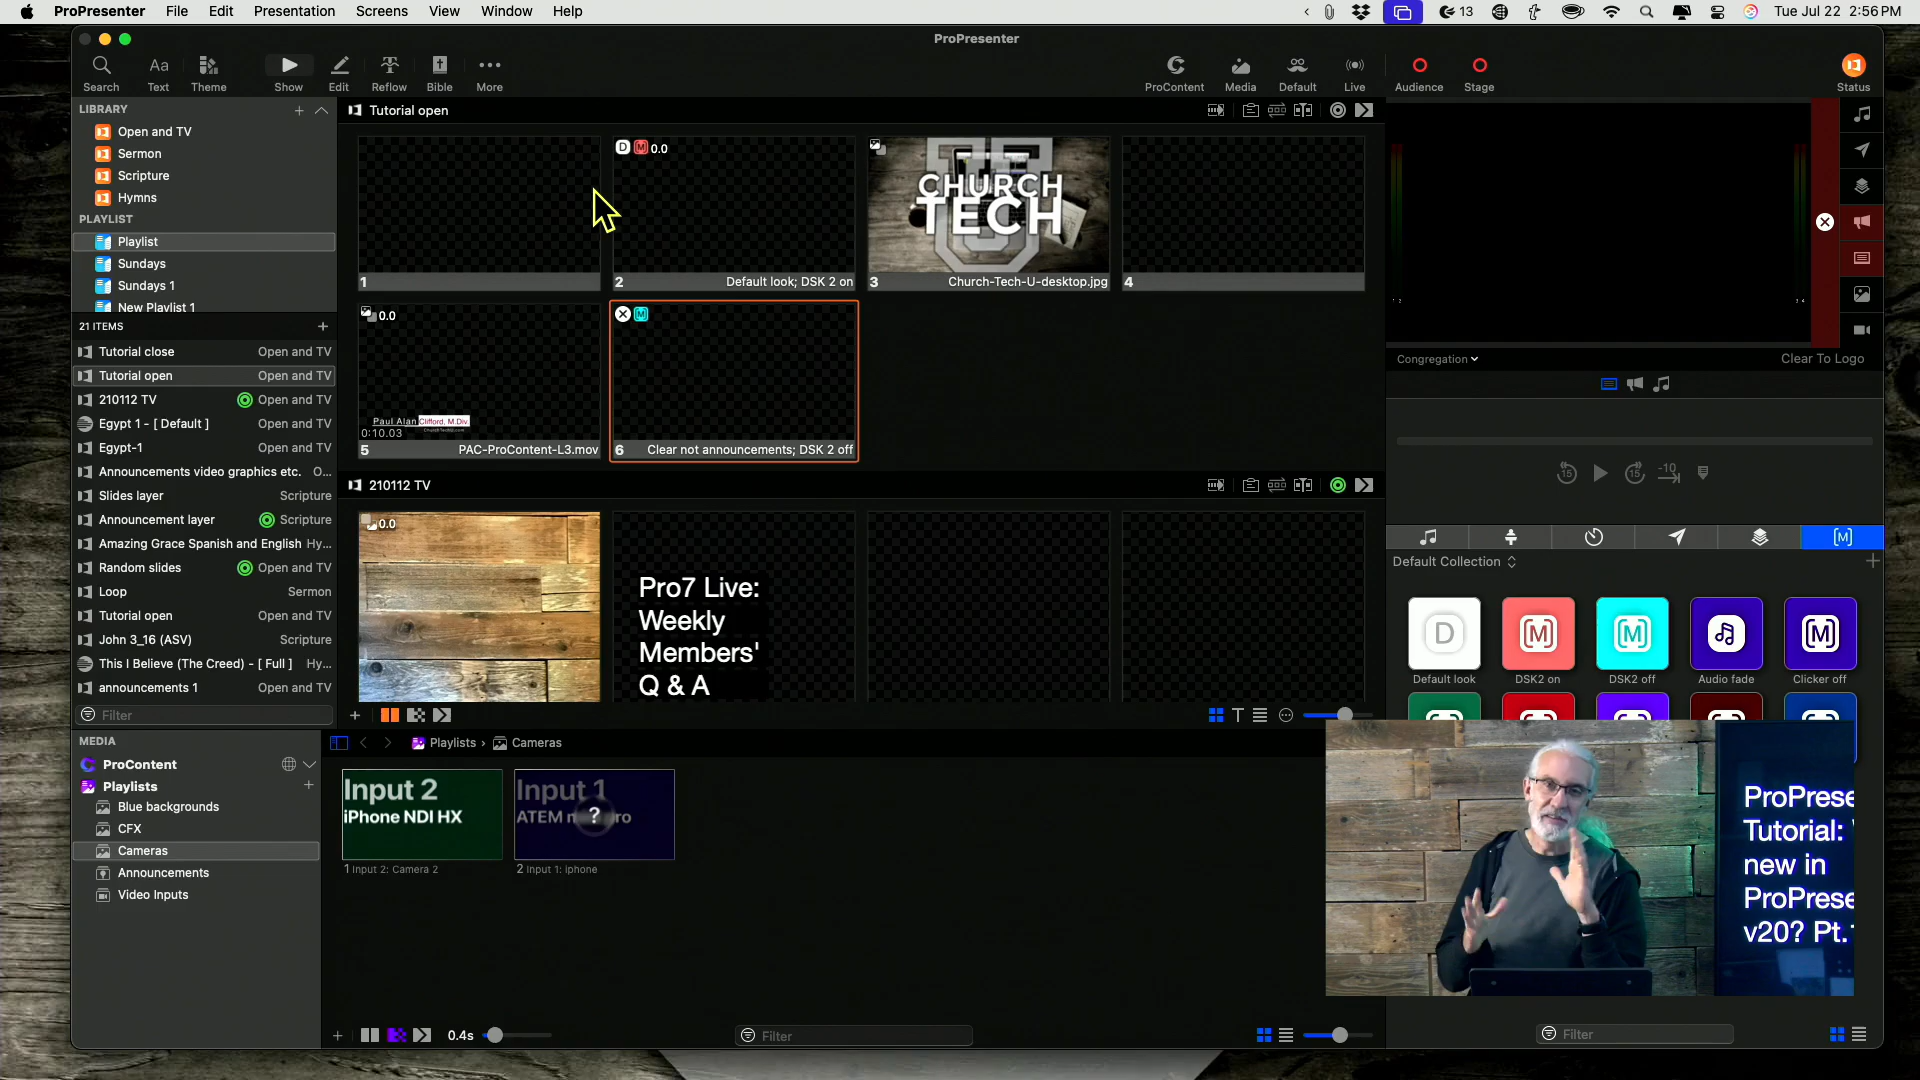 ProPresenter File Edit Presentation Screens View Window Help
13
Tue Jul 22 2:56 PM
ProPresenter
Search Text Theme Show Edit Reflow Bible More
ProContent Media Default Live Audience Stage Status
LIBRARY
Open and TV
Sermon
Scripture
Hymns
PLAYLIST
Playlist
Sundays
Sundays 1
New Playlist 1
21 ITEMS
Tutorial close Open and TV
Tutorial open Open and TV
210112 TV Open and TV
Egypt 1 - [ Default ] Open and TV
Egypt-1 Open and TV
Announcements video graphics etc. O...
Slides layer Scripture
Announcement layer Scripture
Amazing Grace Spanish and English Hy...
Random slides Open and TV
Loop Sermon
Tutorial open Open and TV
John 3_16 (ASV) Scripture
This I Believe (The Creed) - [ Full ] Hy...
announcements 1 Open and TV
Filter
Tutorial open
1
D M 0.0
2 Default look; DSK 2 on
CHURCH
TECH
3 Church-Tech-U-desktop.jpg
4
0.0
Paul Alan Clifford, M.Div.
0:10.03
5 PAC-ProContent-L3.mov
M
6 Clear not announcements; DSK 2 off
210112 TV
0.0
Pro7 Live:
Weekly
Members'
Q & A
Congregation
Clear To Logo
15 15 -10
Default Collection
D M M M
Default look DSK2 on DSK2 off Audio fade Clicker off
MEDIA
ProContent
Playlists
Blue backgrounds
CFX
Cameras
Announcements
Video Inputs
Playlists › Cameras
Input 2
iPhone NDI HX
1 Input 2: Camera 2
Input 1
?
2 Input 1: iphone
0.4s
Filter
Filter
ProPrese
Tutorial:
new in
ProPrese
v20? Pt.